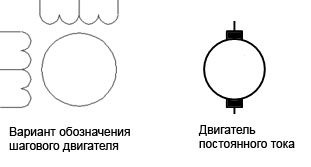 Вариант обозначения
шагового двигателя
Двигатель
постоянного тока